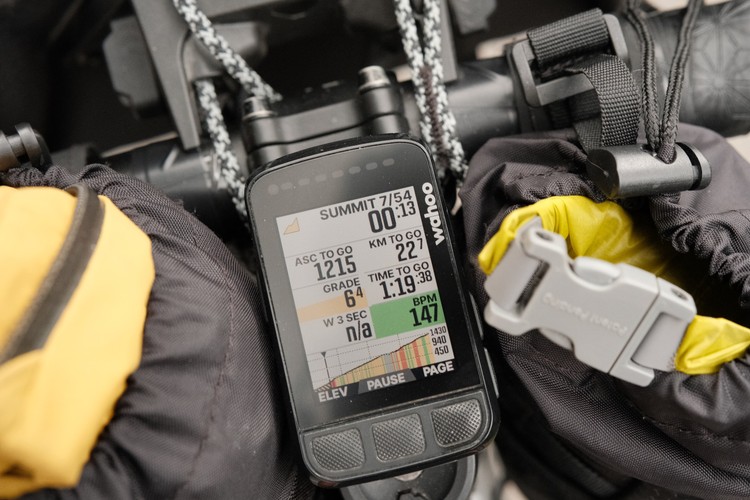 wahoo
SUMMIT 7/54
00:13
ASC TO GO
1215
KM TO GO
22.7
GRADE
6.4
TIME TO GO
1:19:38
W 3 SEC
n/a
BPM
147
1430
940
450
ELEV
PAUSE
PAGE